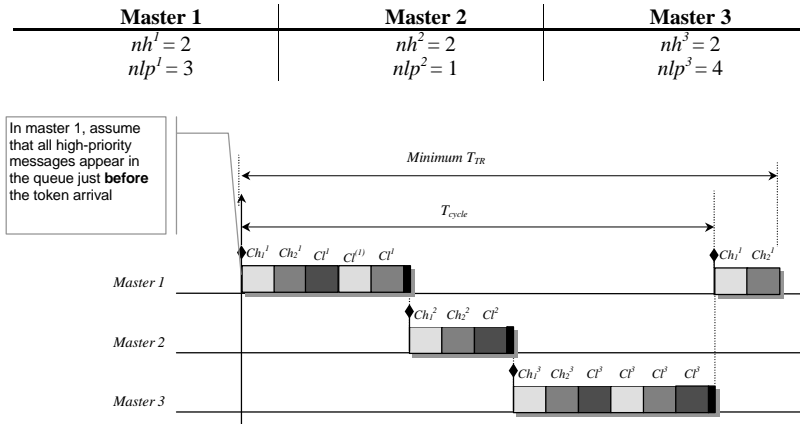 Master 1 Master 2 Master 3
nh¹ = 2 nh² = 2 nh³ = 2
nlp¹ = 3 nlp² = 1 nlp³ = 4
In master 1, assume
that all high-priority
messages appear in
the queue just before
the token arrival
Minimum T_TR
T_cycle
Ch₁¹ Ch₂¹ Cl¹ Cl⁽¹⁾ Cl¹ Ch₁¹ Ch₂¹
Master 1
Ch₁² Ch₂² Cl²
Master 2
Ch₁³ Ch₂³ Cl³ Cl³ Cl³ Cl³
Master 3